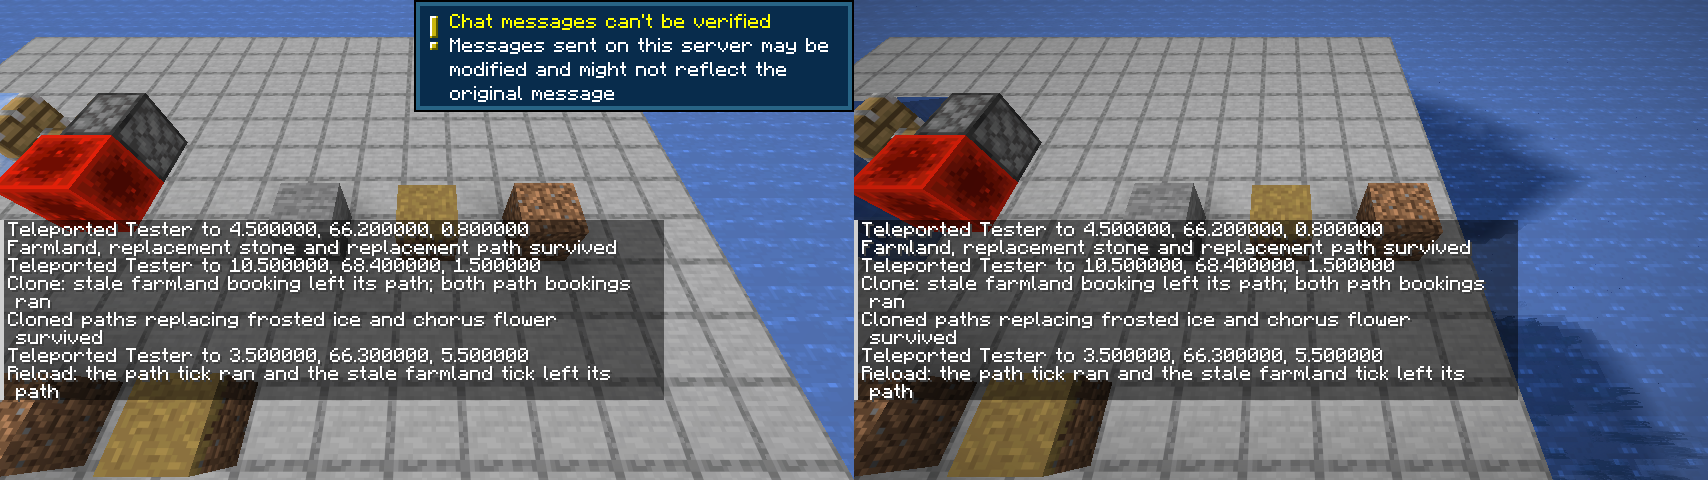 Chat messages can't be verified
Messages sent on this server may be
modified and might not reflect the
original message
Teleported Tester to 4.500000, 66.200000, 0.800000
Farmland, replacement stone and replacement path survived
Teleported Tester to 10.500000, 68.400000, 1.500000
Clone: stale farmland booking left its path; both path bookings
ran
Cloned paths replacing frosted ice and chorus flower
survived
Teleported Tester to 3.500000, 66.300000, 5.500000
Reload: the path tick ran and the stale farmland tick left its
path
Teleported Tester to 4.500000, 66.200000, 0.800000
Farmland, replacement stone and replacement path survived
Teleported Tester to 10.500000, 68.400000, 1.500000
Clone: stale farmland booking left its path; both path bookings
ran
Cloned paths replacing frosted ice and chorus flower
survived
Teleported Tester to 3.500000, 66.300000, 5.500000
Reload: the path tick ran and the stale farmland tick left its
path